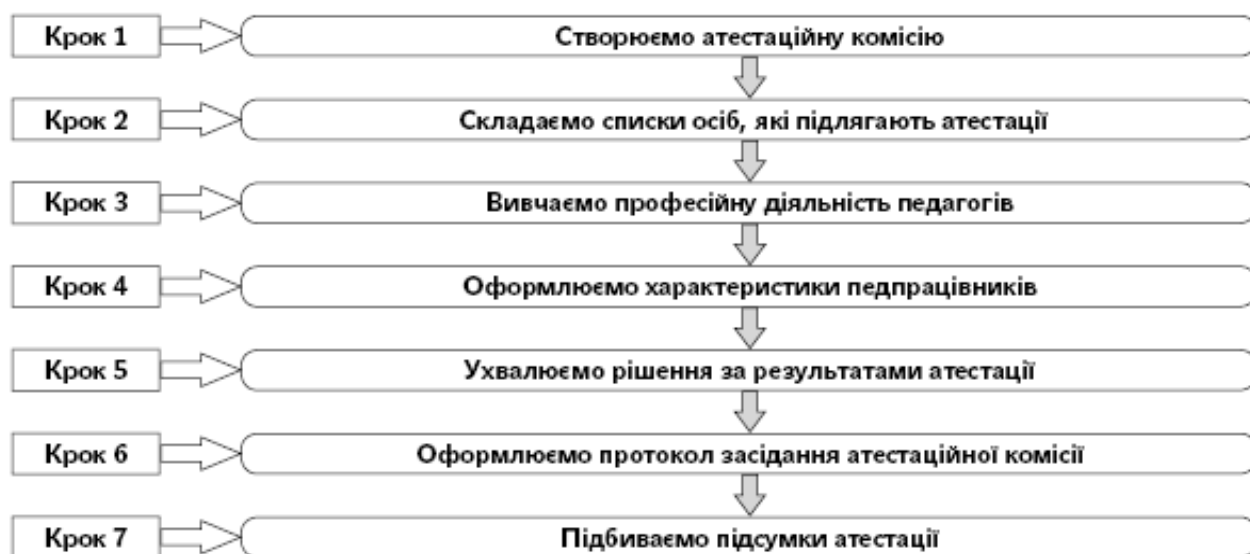 Крок 1 Створюємо атестаційну комісію
Крок 2 Складаємо списки осіб, які підлягають атестації
Крок 3 Вивчаємо професійну діяльність педагогів
Крок 4 Оформлюємо характеристики педпрацівників
Крок 5 Ухвалюємо рішення за результатами атестації
Крок 6 Оформлюємо протокол засідання атестаційної комісії
Крок 7 Підбиваємо підсумки атестації